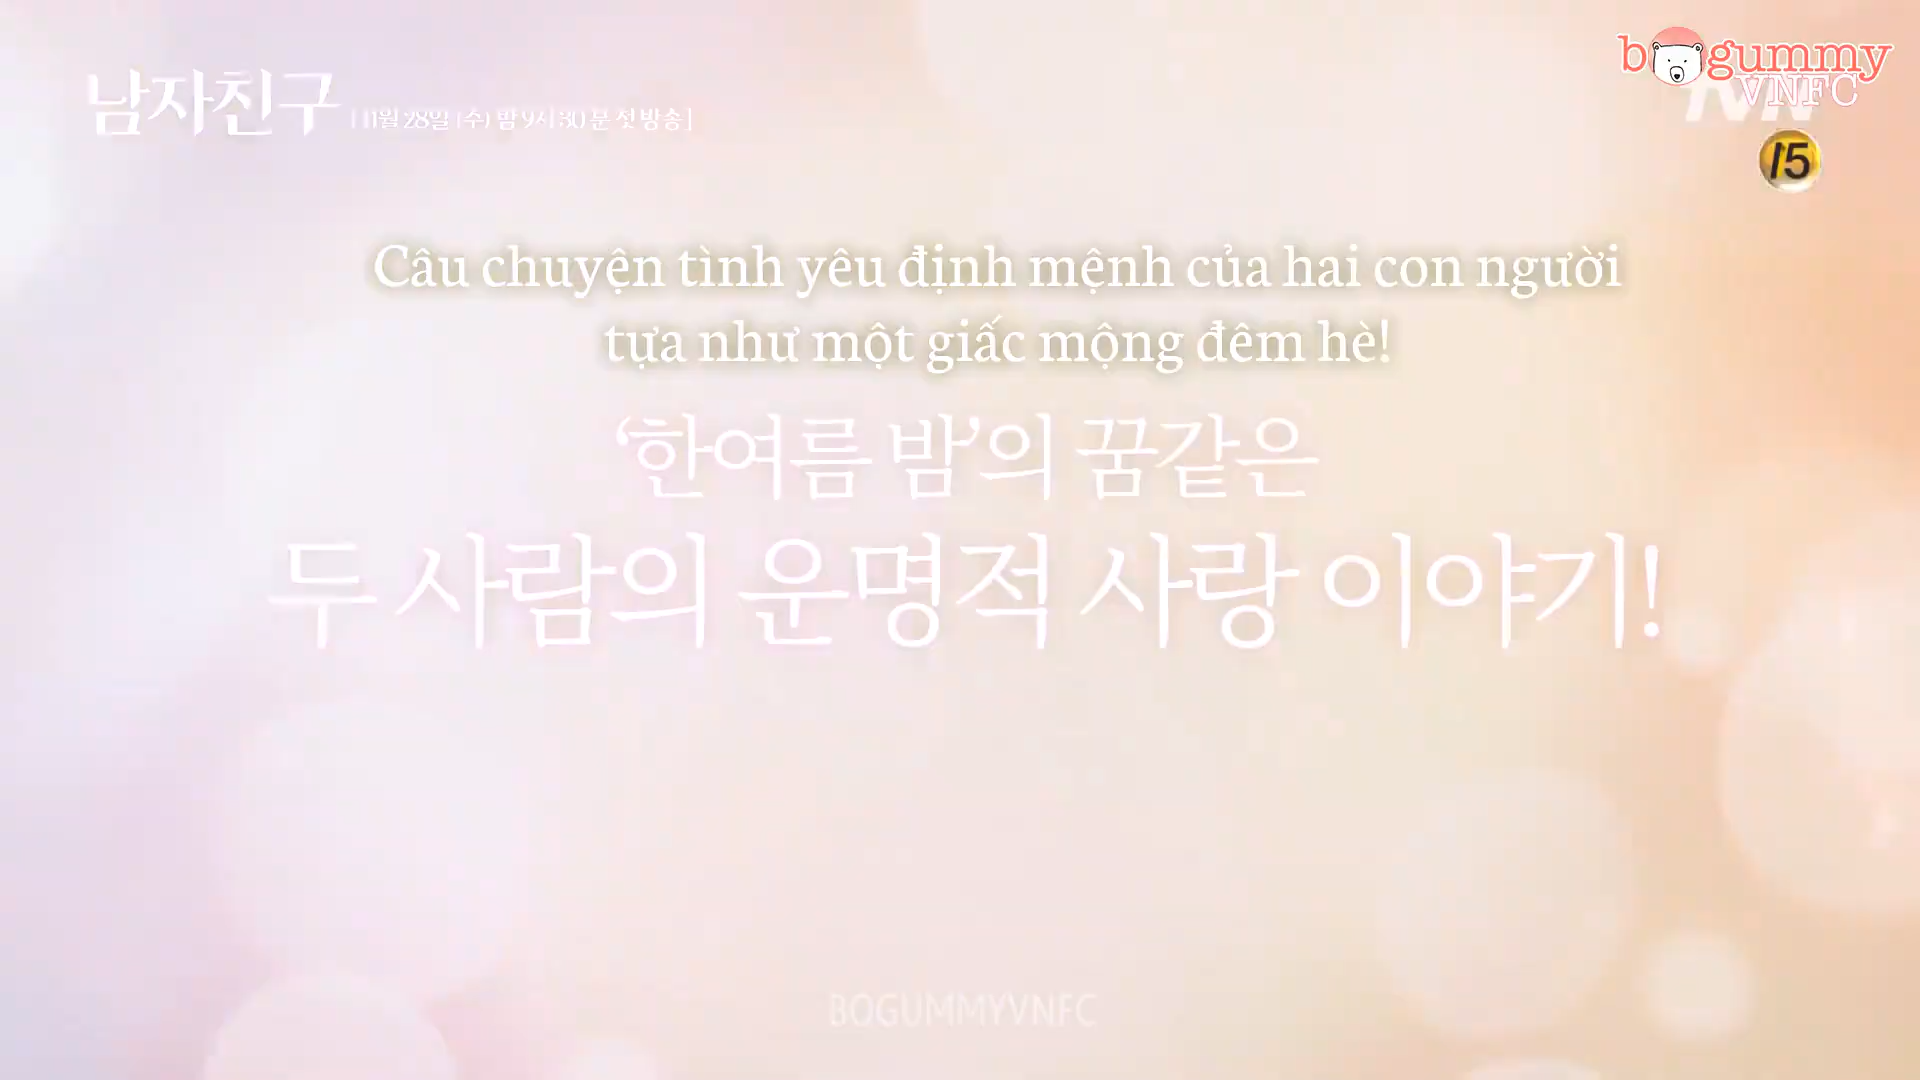 bogummy
VNFC
tvN
남자친구 [11월 28일 (수) 밤 9시 30분 첫 방송]
15
Câu chuyện tình yêu định mệnh của hai con người
tựa như một giấc mộng đêm hè!
‘한여름 밤’의 꿈같은
두 사람의 운명적 사랑 이야기!
BOGUMMYVNFC